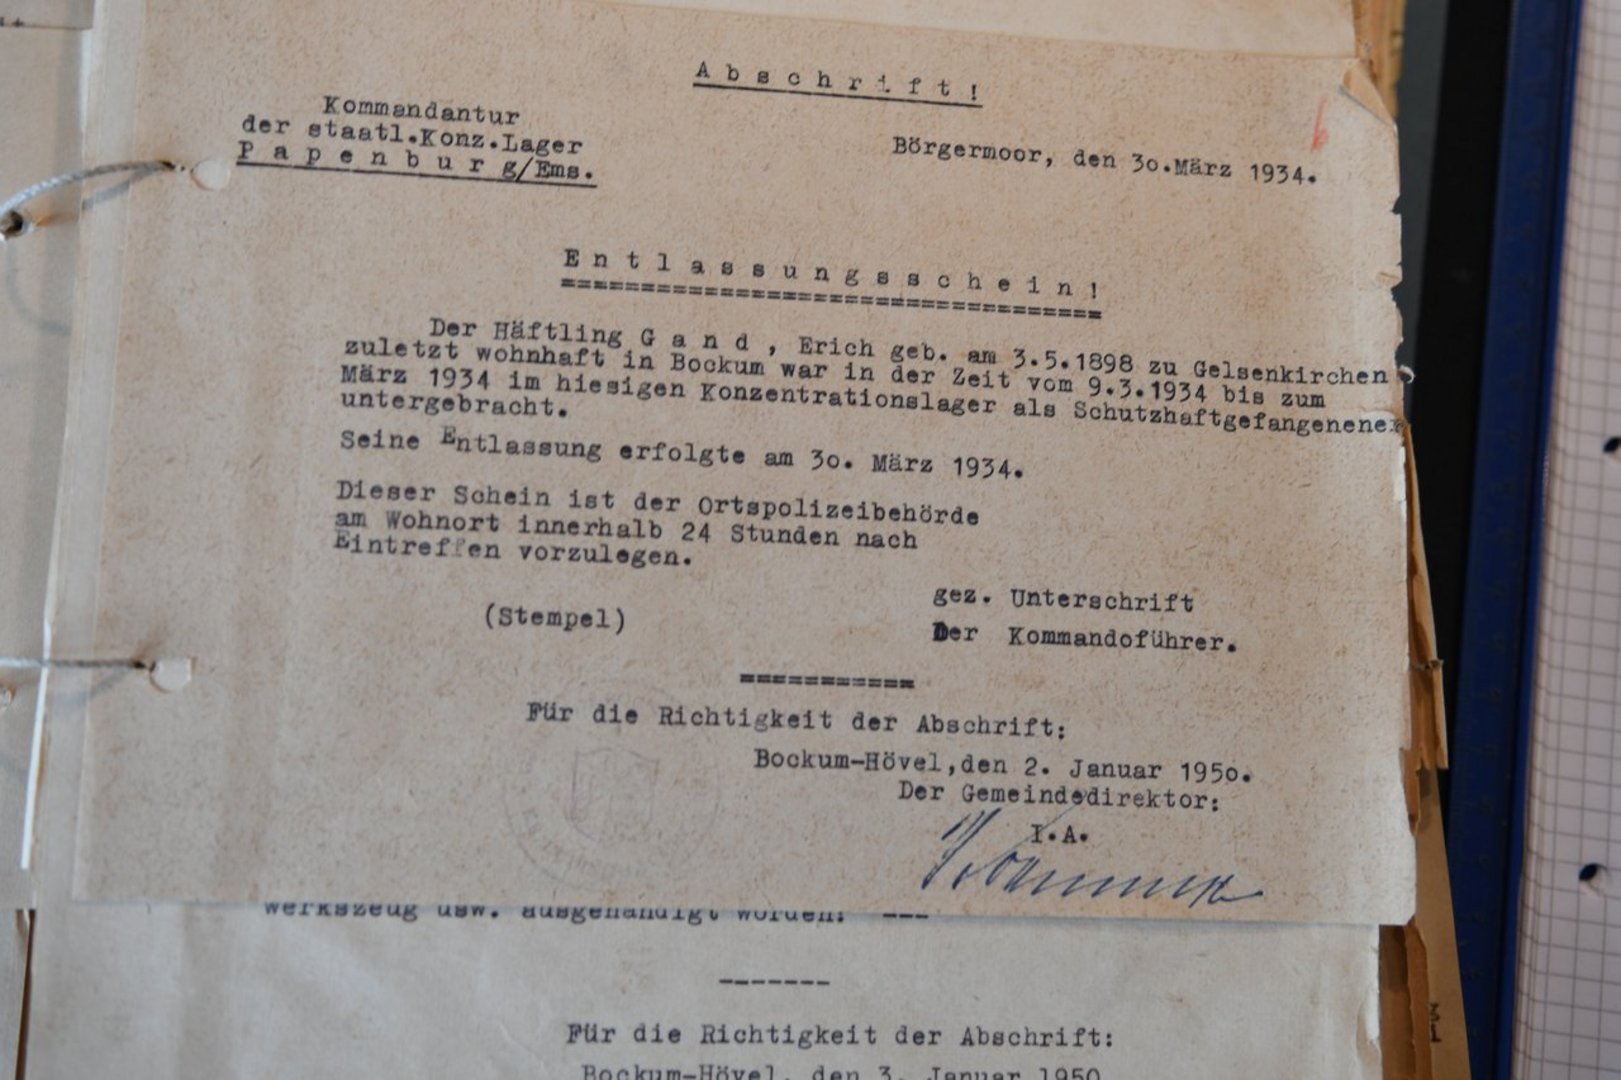 Abschrift!
Kommandantur
der staatl.Konz.Lager
Papenburg/Ems.
Börgermoor, den 30.März 1934.
Entlassungsschein!
==================================
Der Häftling G a n d , Erich geb. am 3.5.1898 zu Gelsenkirchen
zuletzt wohnhaft in Bockum war in der Zeit vom 9.3.1934 bis zum
März 1934 im hiesigen Konzentrationslager als Schutzhaftgefangener
untergebracht.
Seine Entlassung erfolgte am 30. März 1934.
Dieser Schein ist der Ortspolizeibehörde
am Wohnort innerhalb 24 Stunden nach
Eintreffen vorzulegen.
(Stempel)
gez. Unterschrift
Der Kommandoführer.
===========
Für die Richtigkeit der Abschrift:
Bockum-Hövel,den 2. Januar 1950.
Der Gemeindedirektor:
I.A.
werkszeug usw. ausgehändigt worden: ---
-------
Für die Richtigkeit der Abschrift:
Bockum-Hövel, den 3. Januar 1950